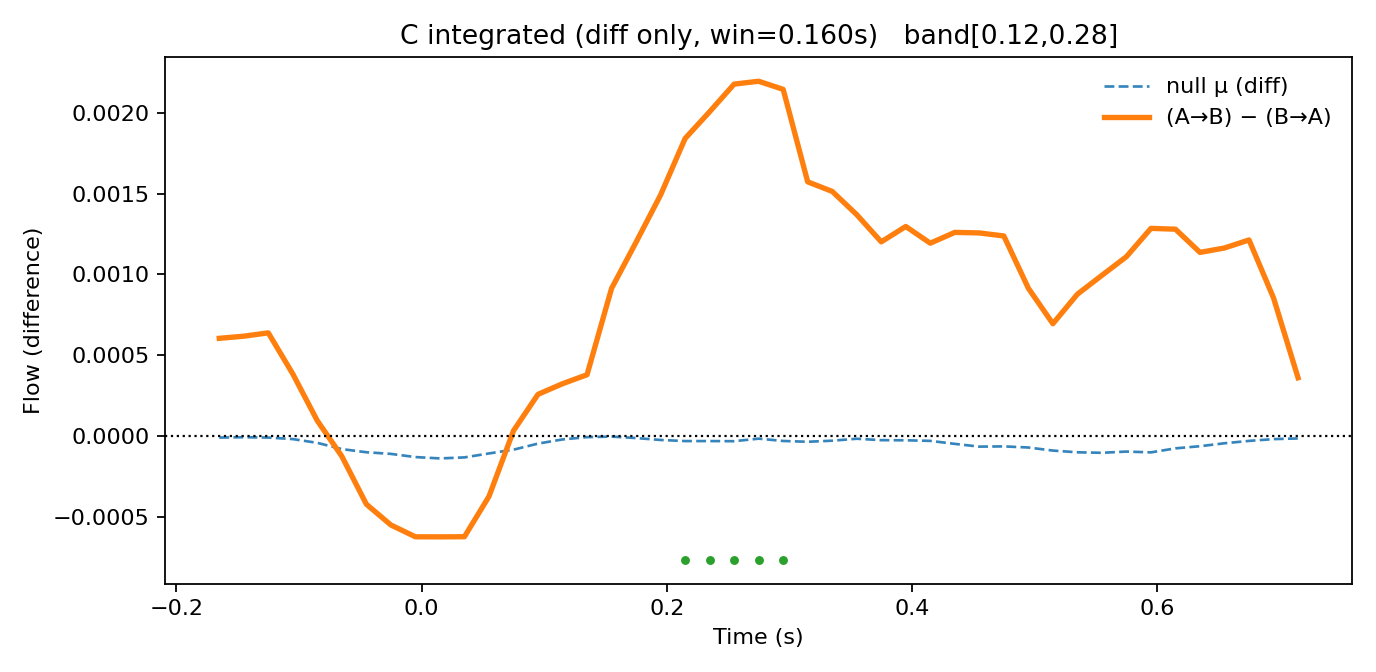 C integrated (diff only, win=0.160s)   band[0.12,0.28]
null μ (diff)
(A→B) − (B→A)
Flow (difference)
0.0020
0.0015
0.0010
0.0005
0.0000
−0.0005
−0.2 0.0 0.2 0.4 0.6
Time (s)